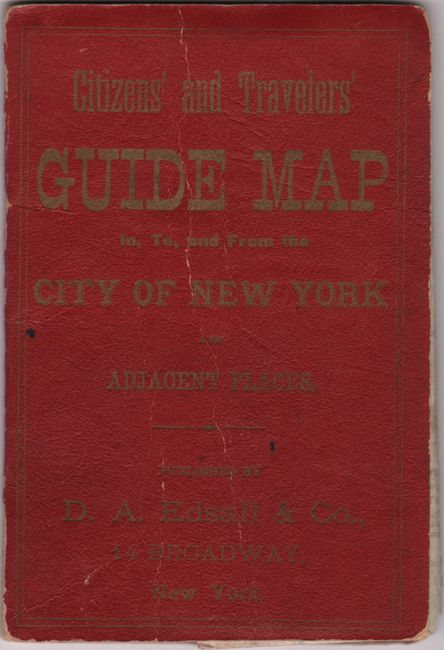 Citizens' and Travelers'
GUIDE MAP
In, To, and From the
CITY OF NEW YORK
AND
ADJACENT PLACES,
PUBLISHED BY
D. A. Edsall & Co.,
44 BROADWAY,
New York.